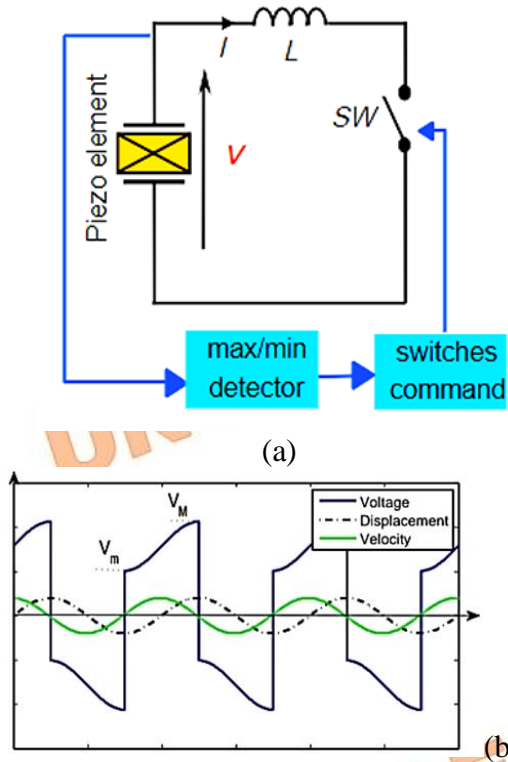 I
L
SW
Piezo element
V
max/min
detector
switches
command
(a)
V_M
V_m
Voltage
Displacement
Velocity
(b